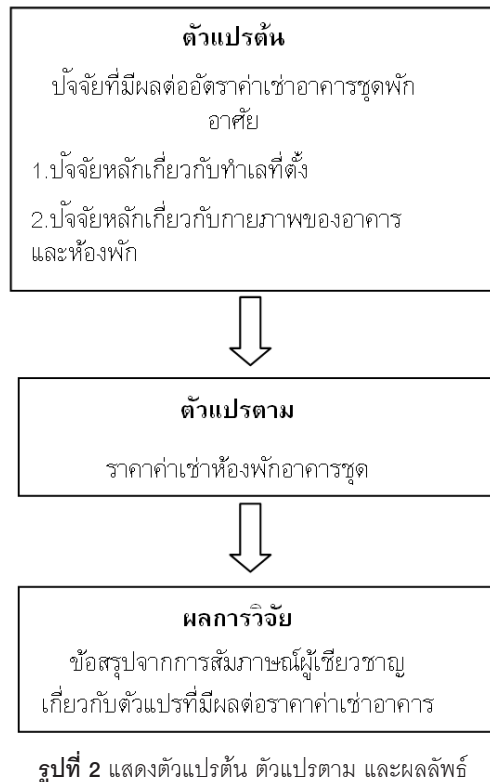 ตัวแปรต้น
ปัจจัยที่มีผลต่ออัตราค่าเช่าอาคารชุดพัก
อาศัย
1.ปัจจัยหลักเกี่ยวกับทำเลที่ตั้ง
2.ปัจจัยหลักเกี่ยวกับกายภาพของอาคาร
และห้องพัก
ตัวแปรตาม
ราคาค่าเช่าห้องพักอาคารชุด
ผลการวิจัย
ข้อสรุปจากการสัมภาษณ์ผู้เชียวชาญ
เกี่ยวกับตัวแปรที่มีผลต่อราคาค่าเช่าอาคาร
รูปที่ 2 แสดงตัวแปรต้น ตัวแปรตาม และผลลัพธ์